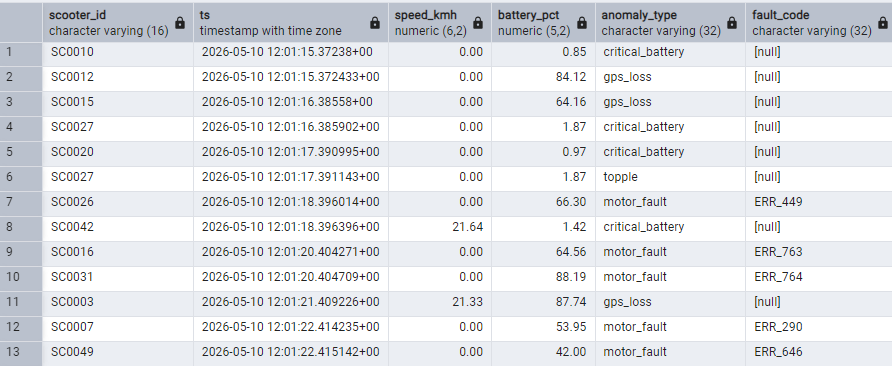 scooter_id ts speed_kmh battery_pct anomaly_type fault_code
character varying (16) timestamp with time zone numeric (6,2) numeric (5,2) character varying (32) character varying (32)
1 SC0010 2026-05-10 12:01:15.37238+00 0.00 0.85 critical_battery [null]
2 SC0012 2026-05-10 12:01:15.372433+00 0.00 84.12 gps_loss [null]
3 SC0015 2026-05-10 12:01:16.38558+00 0.00 64.16 gps_loss [null]
4 SC0027 2026-05-10 12:01:16.385902+00 0.00 1.87 critical_battery [null]
5 SC0020 2026-05-10 12:01:17.390995+00 0.00 0.97 critical_battery [null]
6 SC0027 2026-05-10 12:01:17.391143+00 0.00 1.87 topple [null]
7 SC0026 2026-05-10 12:01:18.396014+00 0.00 66.30 motor_fault ERR_449
8 SC0042 2026-05-10 12:01:18.396396+00 21.64 1.42 critical_battery [null]
9 SC0016 2026-05-10 12:01:20.404271+00 0.00 64.56 motor_fault ERR_763
10 SC0031 2026-05-10 12:01:20.404709+00 0.00 88.19 motor_fault ERR_764
11 SC0003 2026-05-10 12:01:21.409226+00 21.33 87.74 gps_loss [null]
12 SC0007 2026-05-10 12:01:22.414235+00 0.00 53.95 motor_fault ERR_290
13 SC0049 2026-05-10 12:01:22.415142+00 0.00 42.00 motor_fault ERR_646